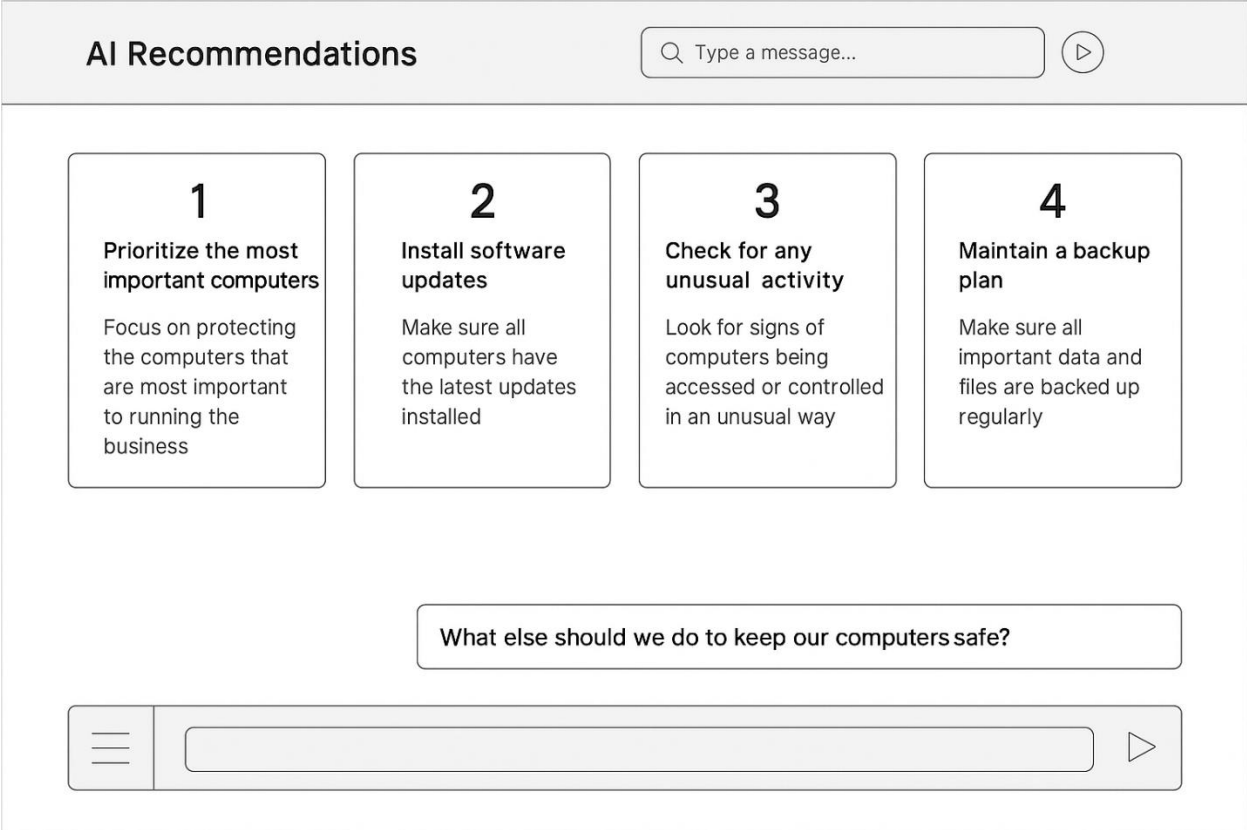 AI Recommendations
Type a message...
1
Prioritize the most
important computers
Focus on protecting
the computers that
are most important
to running the
business
2
Install software
updates
Make sure all
computers have
the latest updates
installed
3
Check for any
unusual activity
Look for signs of
computers being
accessed or controlled
in an unusual way
4
Maintain a backup
plan
Make sure all
important data and
files are backed up
regularly
What else should we do to keep our computers safe?